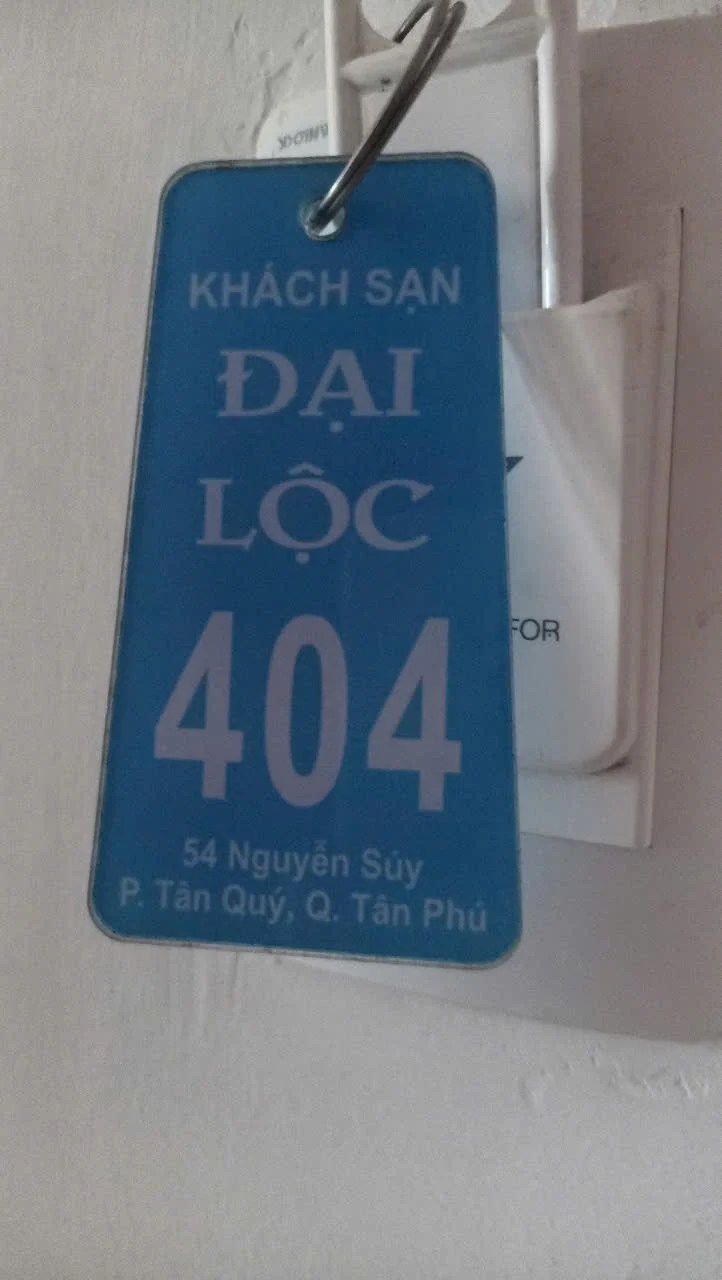 KHÁCH SẠN
ĐẠI
LỘC
404
54 Nguyễn Súy
P. Tân Quý, Q. Tân Phú
FOR